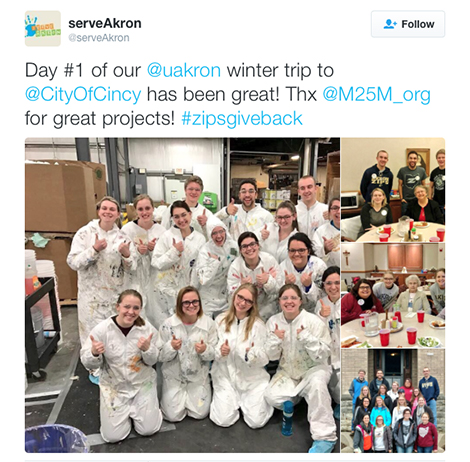 serveAkron
@serveAkron
Follow
Day #1 of our @uakron winter trip to
@CityOfCincy has been great! Thx @M25M_org
for great projects! #zipsgiveback